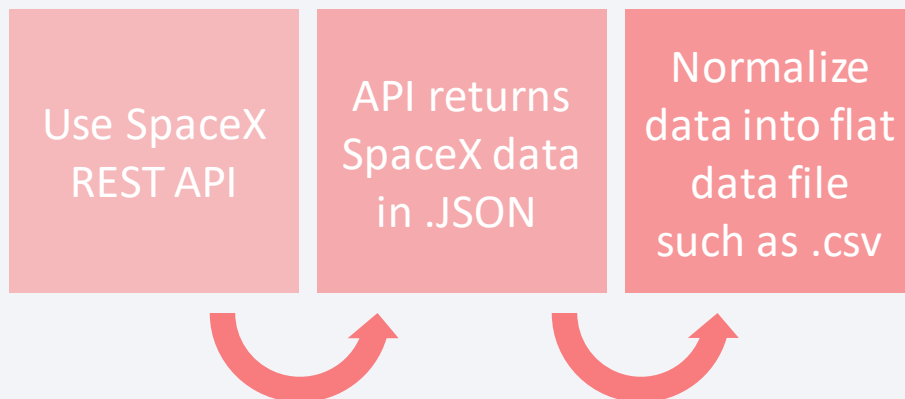 Use SpaceX
REST API
API returns
SpaceX data
in .JSON
Normalize
data into flat
data file
such as .csv